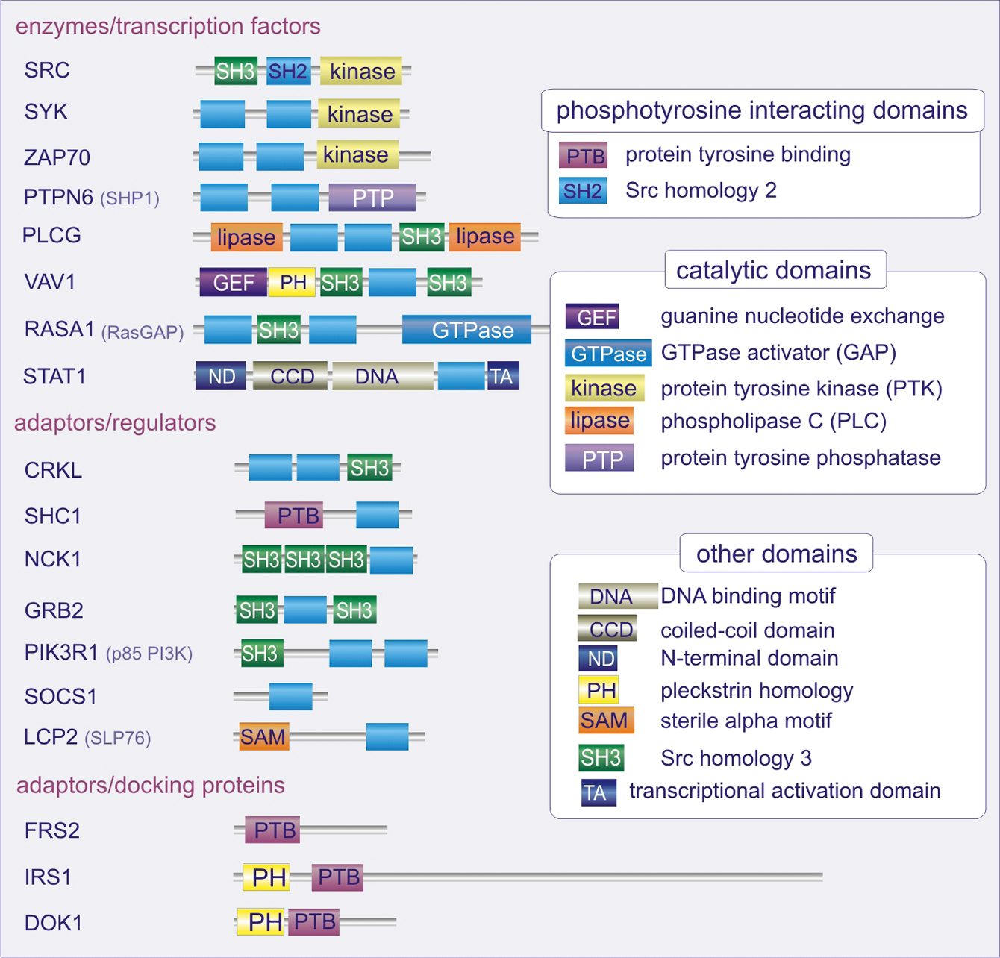 enzymes/transcription factors
SRC SH3 SH2 kinase
SYK kinase
ZAP70 kinase
PTPN6 (SHP1) PTP
PLCG lipase SH3 lipase
VAV1 GEF PH SH3 SH3
RASA1 (RasGAP) SH3 GTPase
STAT1 ND CCD DNA TA
adaptors/regulators
CRKL SH3
SHC1 PTB
NCK1 SH3 SH3 SH3
GRB2 SH3 SH3
PIK3R1 (p85 PI3K) SH3
SOCS1
LCP2 (SLP76) SAM
adaptors/docking proteins
FRS2 PTB
IRS1 PH PTB
DOK1 PH PTB
phosphotyrosine interacting domains
PTB protein tyrosine binding
SH2 Src homology 2
catalytic domains
GEF guanine nucleotide exchange
GTPase GTPase activator (GAP)
kinase protein tyrosine kinase (PTK)
lipase phospholipase C (PLC)
PTP protein tyrosine phosphatase
other domains
DNA DNA binding motif
CCD coiled-coil domain
ND N-terminal domain
PH pleckstrin homology
SAM sterile alpha motif
SH3 Src homology 3
TA transcriptional activation domain